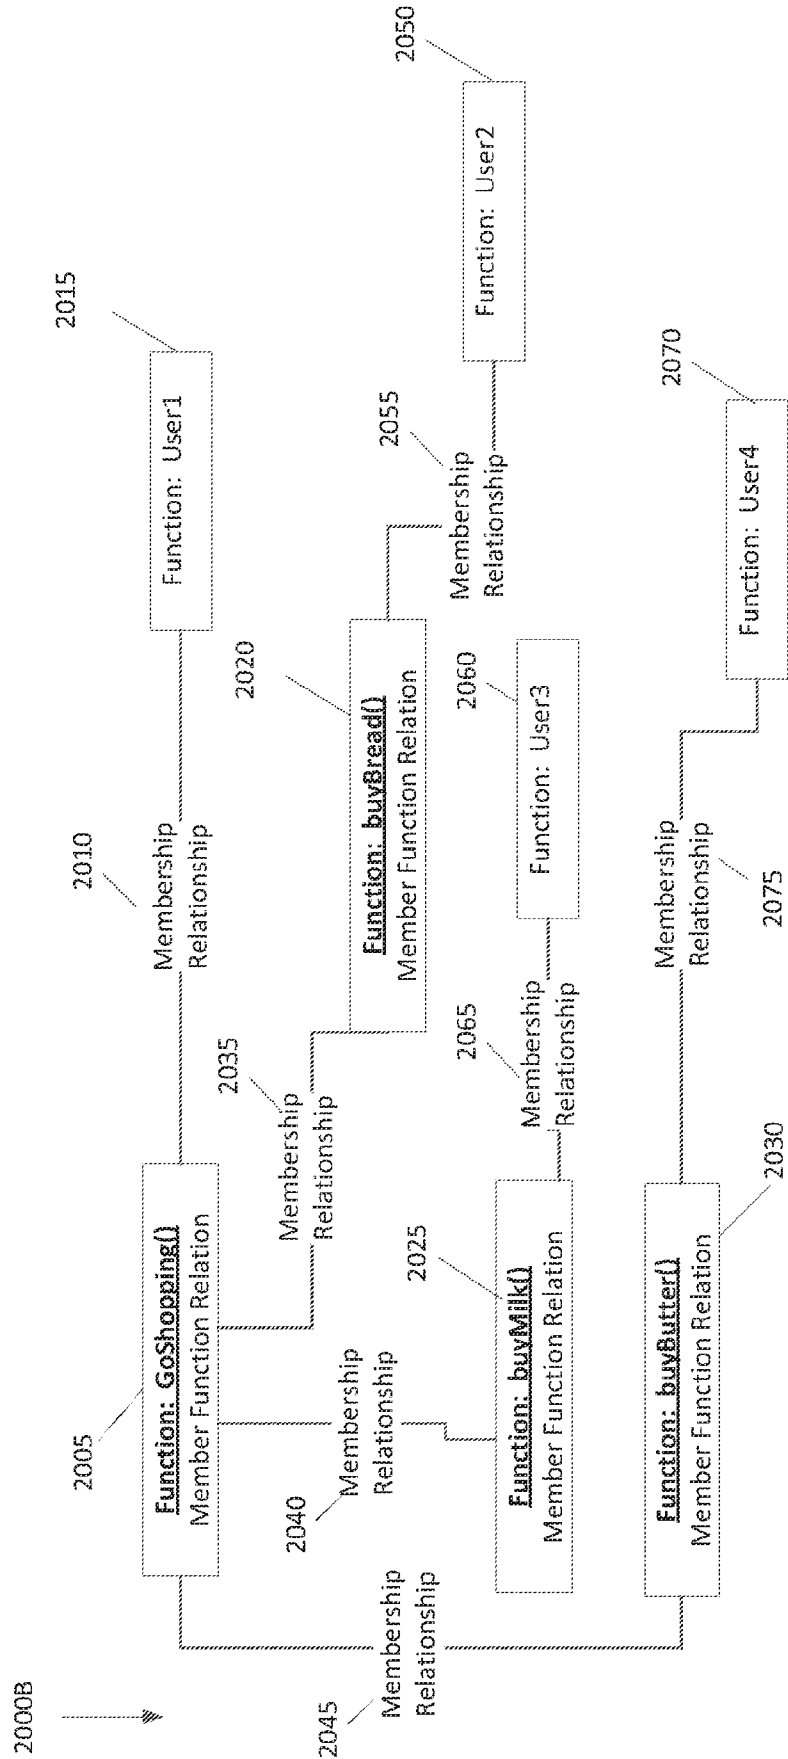 2000B
2005
Function: GoShopping()
Member Function Relation
2010
Membership
Relationship
2015
Function: User1
2035
Membership
Relationship
2020
Function: buyBread()
Member Function Relation
2055
Membership
Relationship
2050
Function: User2
2040
Membership
Relationship
2025
Function: buyMilk()
Member Function Relation
2065
Membership
Relationship
2060
Function: User3
2045
Membership
Relationship
Function: buyButter()
Member Function Relation
2030
Membership
Relationship
2075
2070
Function: User4